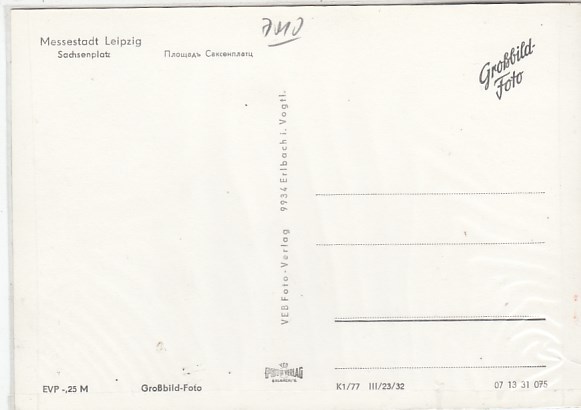 Messestadt Leipzig
Sachsenplatz Площадь Саксенплатц
Großbild-
Foto
VEB Foto-Verlag 9934 Erlbach i. Vogtl.
EVP -,25 M Großbild-Foto K1/77 III/23/32 07 13 31 075